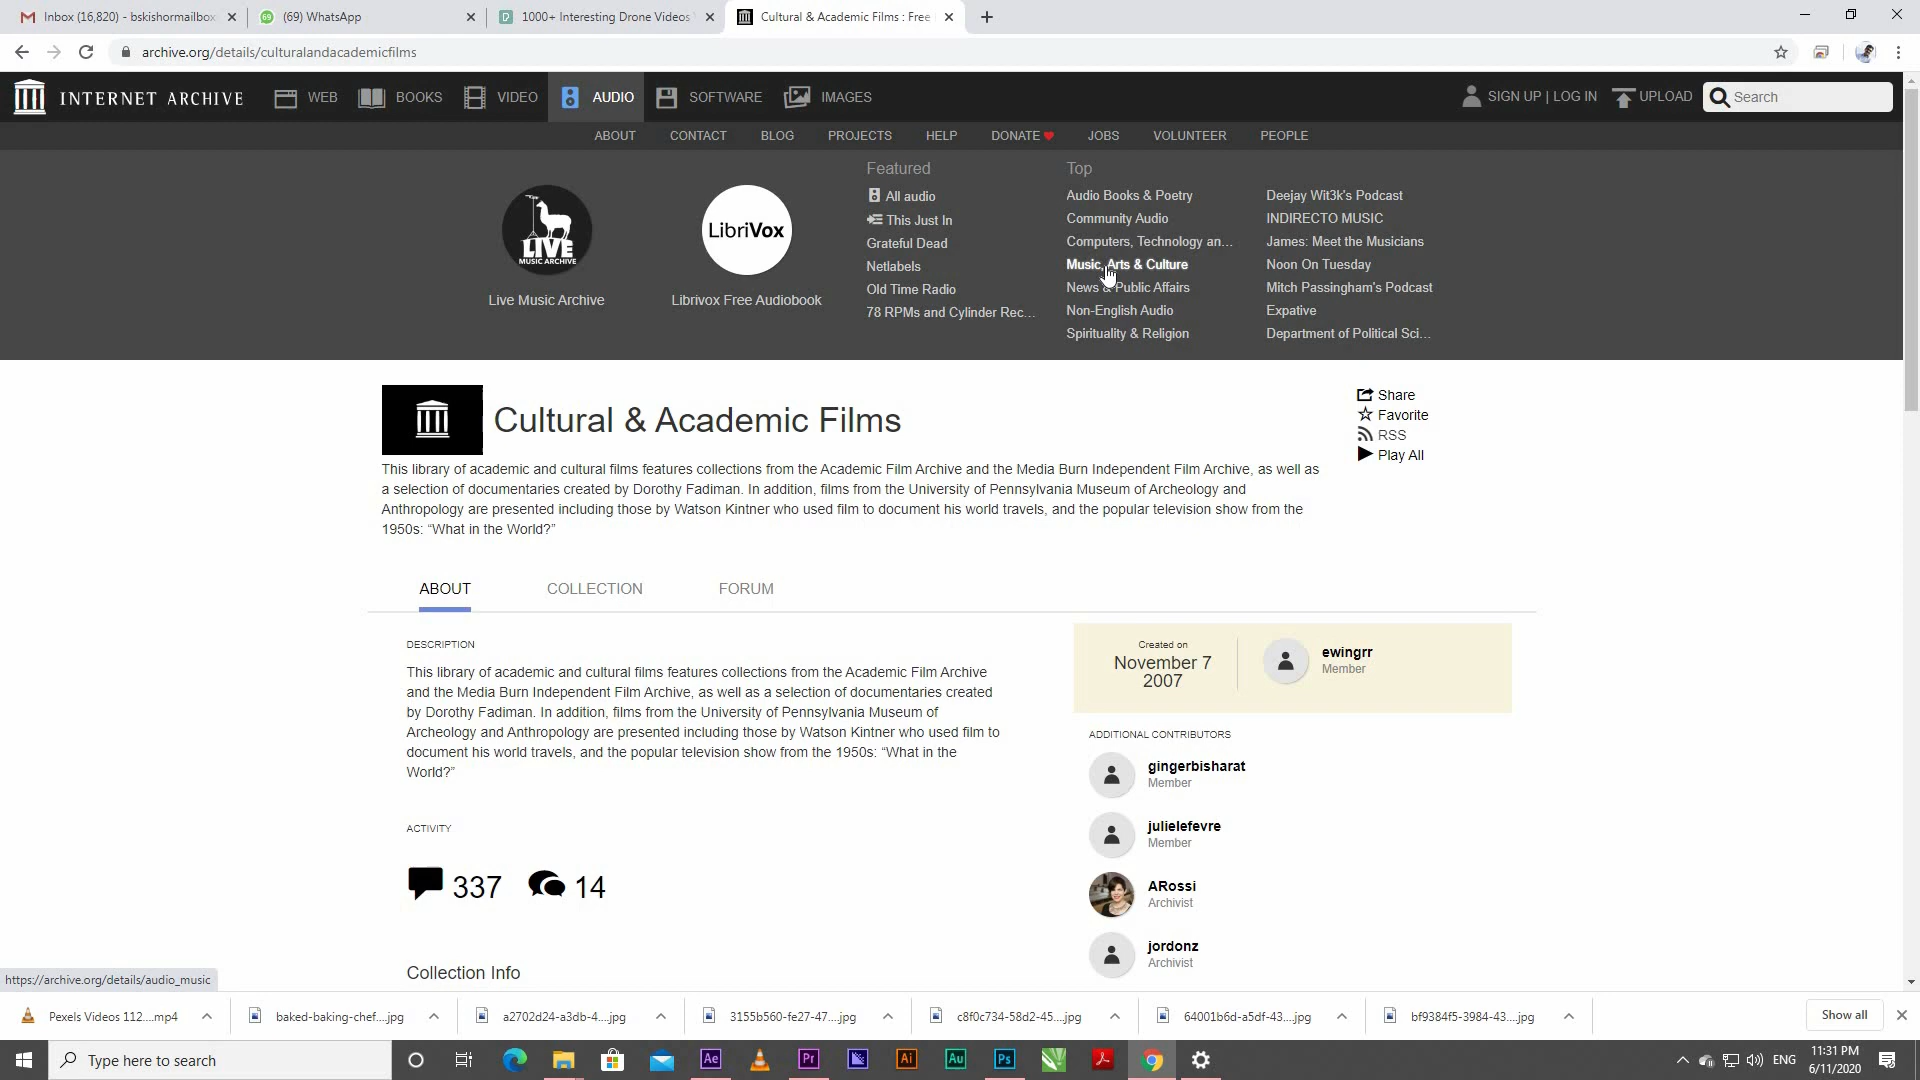 Inbox (16,820) - bskishormailbox
(69) WhatsApp
1000+ Interesting Drone Videos
Cultural & Academic Films : Free
archive.org/details/culturalandacademicfilms
INTERNET ARCHIVE
WEB
BOOKS
VIDEO
AUDIO
SOFTWARE
IMAGES
SIGN UP | LOG IN
UPLOAD
Search
ABOUT
CONTACT
BLOG
PROJECTS
HELP
DONATE
JOBS
VOLUNTEER
PEOPLE
LIVE
MUSIC ARCHIVE
Live Music Archive
LibriVox
Librivox Free Audiobook
Featured
All audio
This Just In
Grateful Dead
Netlabels
Old Time Radio
78 RPMs and Cylinder Rec...
Top
Audio Books & Poetry
Community Audio
Computers, Technology an...
Music, Arts & Culture
News & Public Affairs
Non-English Audio
Spirituality & Religion
Deejay Wit3k's Podcast
INDIRECTO MUSIC
James: Meet the Musicians
Noon On Tuesday
Mitch Passingham's Podcast
Expative
Department of Political Sci...
Cultural & Academic Films
This library of academic and cultural films features collections from the Academic Film Archive and the Media Burn Independent Film Archive, as well as
a selection of documentaries created by Dorothy Fadiman. In addition, films from the University of Pennsylvania Museum of Archeology and
Anthropology are presented including those by Watson Kintner who used film to document his world travels, and the popular television show from the
1950s: “What in the World?”
Share
Favorite
RSS
Play All
ABOUT
COLLECTION
FORUM
DESCRIPTION
This library of academic and cultural films features collections from the Academic Film Archive
and the Media Burn Independent Film Archive, as well as a selection of documentaries created
by Dorothy Fadiman. In addition, films from the University of Pennsylvania Museum of
Archeology and Anthropology are presented including those by Watson Kintner who used film to
document his world travels, and the popular television show from the 1950s: “What in the
World?”
ACTIVITY
337
14
Collection Info
Created on
November 7
2007
ewingrr
Member
ADDITIONAL CONTRIBUTORS
gingerbisharat
Member
julielefevre
Member
ARossi
Archivist
jordonz
Archivist
https://archive.org/details/audio_music
Pexels Videos 112....mp4
baked-baking-chef....jpg
a2702d24-a3db-4....jpg
3155b560-fe27-47....jpg
c8f0c734-58d2-45....jpg
64001b6d-a5df-43....jpg
bf9384f5-3984-43....jpg
Show all
Type here to search
Ae
Pr
Ai
Au
Ps
ENG
11:31 PM
6/11/2020